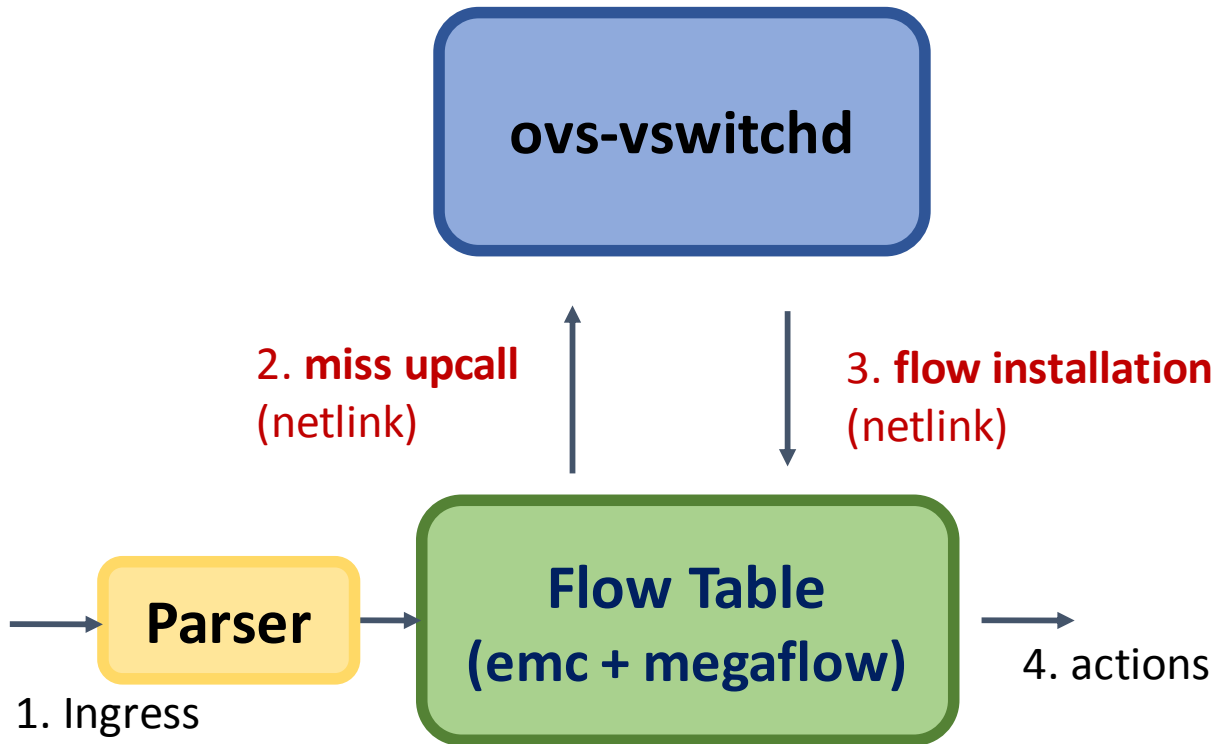 ovs-vswitchd
2. miss upcall
(netlink)
3. flow installation
(netlink)
Parser
Flow Table
(emc + megaflow)
1. Ingress
4. actions